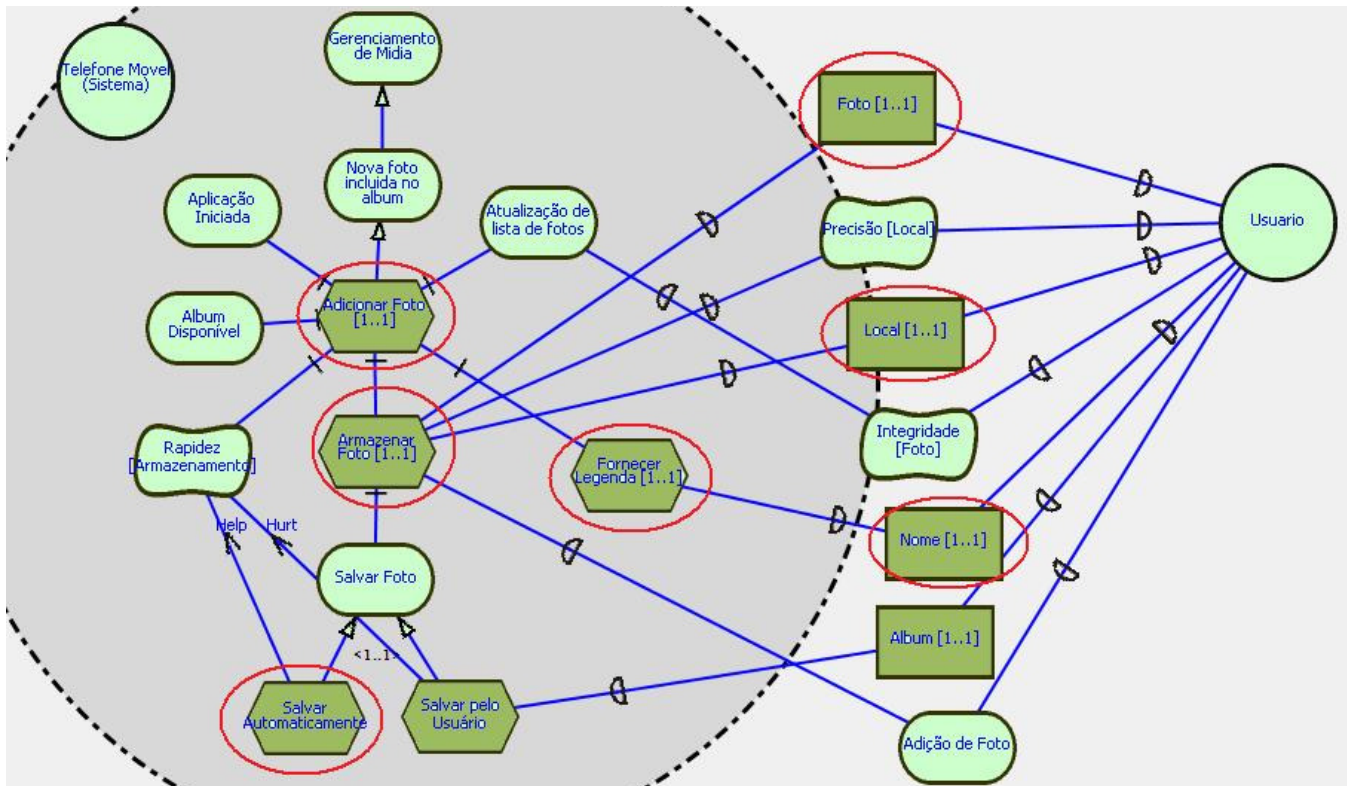 Gerenciamento
de Midia
Telefone Movel
(Sistema)
Foto [1..1]
Nova foto
incluida no
album
Aplicação
Iniciada
Atualização de
lista de fotos
Precisão [Local]
Usuario
Adicionar Foto
[1..1]
Album
Disponível
Local [1..1]
Rapidez
[Armazenamento]
Armazenar
Foto [1..1]
Fornecer
Legenda [1..1]
Integridade
[Foto]
Help
Hurt
Nome [1..1]
Salvar Foto
Album [1..1]
<1..1>
Salvar
Automaticamente
Salvar pelo
Usuário
Adição de Foto